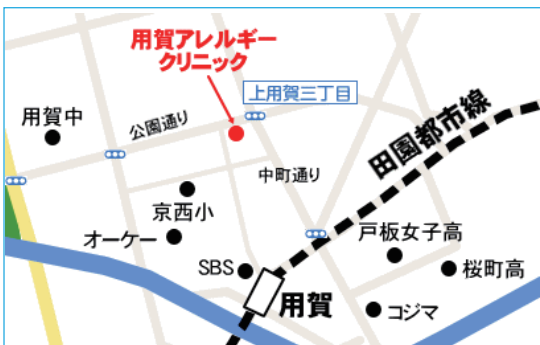 用賀アレルギー
クリニック
上用賀三丁目
用賀中
公園通り
田園都市線
中町通り
京西小
オーケー
戸板女子高
SBS
桜町高
用賀
コジマ